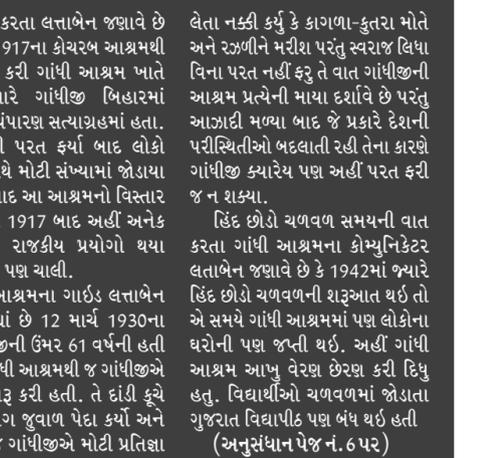 કરતા લત્તાબેન જણાવે છે
917ના કોચરબ આશ્રમથી
કરી ગાંધી આશ્રમ ખાતે
ારે ગાંધીજી બિહારમાં
ંપારણ સત્યાગ્રહમાં હતા.
ી પરત ફર્યા બાદ લોકો
થે મોટી સંખ્યામાં જોડાયા
ાદ આ આશ્રમનો વિસ્તાર
1917 બાદ અહીં અનેક
રાજકીય પ્રયોગો થયા
પણ ચાલી.
આશ્રમના ગાઇડ લત્તાબેન
ાં છે 12 માર્ચ 1930ના
જીની ઉંમર 61 વર્ષની હતી
ધી આશ્રમથી જ ગાંધીજીએ
રૂ કરી હતી. તે દાંડી કૂચે
ગ જુવાળ પેદા કર્યો અને
ગાંધીજીએ મોટી પ્રતિજ્ઞા
લેતા નક્કી કર્યુ કે કાગળા-કુતરા મોતે
અને રઝળીને મરીશ પરંતુ સ્વરાજ લિધા
વિના પરત નહીં ફરુ તે વાત ગાંધીજીની
આશ્રમ પ્રત્યેની માયા દર્શાવે છે પરંતુ
આઝાદી મળ્યા બાદ જે પ્રકારે દેશની
પરીસ્થિતીઓ બદલાતી રહી તેના કારણે
ગાંધીજી ક્યારેય પણ અહીં પરત ફરી
જ ન શક્યા.
હિંદ છોડો ચળવળ સમયની વાત
કરતા ગાંધી આશ્રમના કોમ્યુનિકેટર
લતાબેન જણાવે છે કે 1942માં જ્યારે
હિંદ છોડો ચળવળની શરૂઆત થઇ તો
એ સમયે ગાંધી આશ્રમમાં પણ લોકોના
ઘરોની પણ જપ્તી થઇ. અહીં ગાંધી
આશ્રમ આખુ વેરણ છેરણ કરી દિધુ
હતુ. વિદ્યાર્થીઓ ચળવળમાં જોડાતા
ગુજરાત વિદ્યાપીઠ પણ બંધ થઇ હતી
(અનુસંધાન પેજ નં. 6 પર)